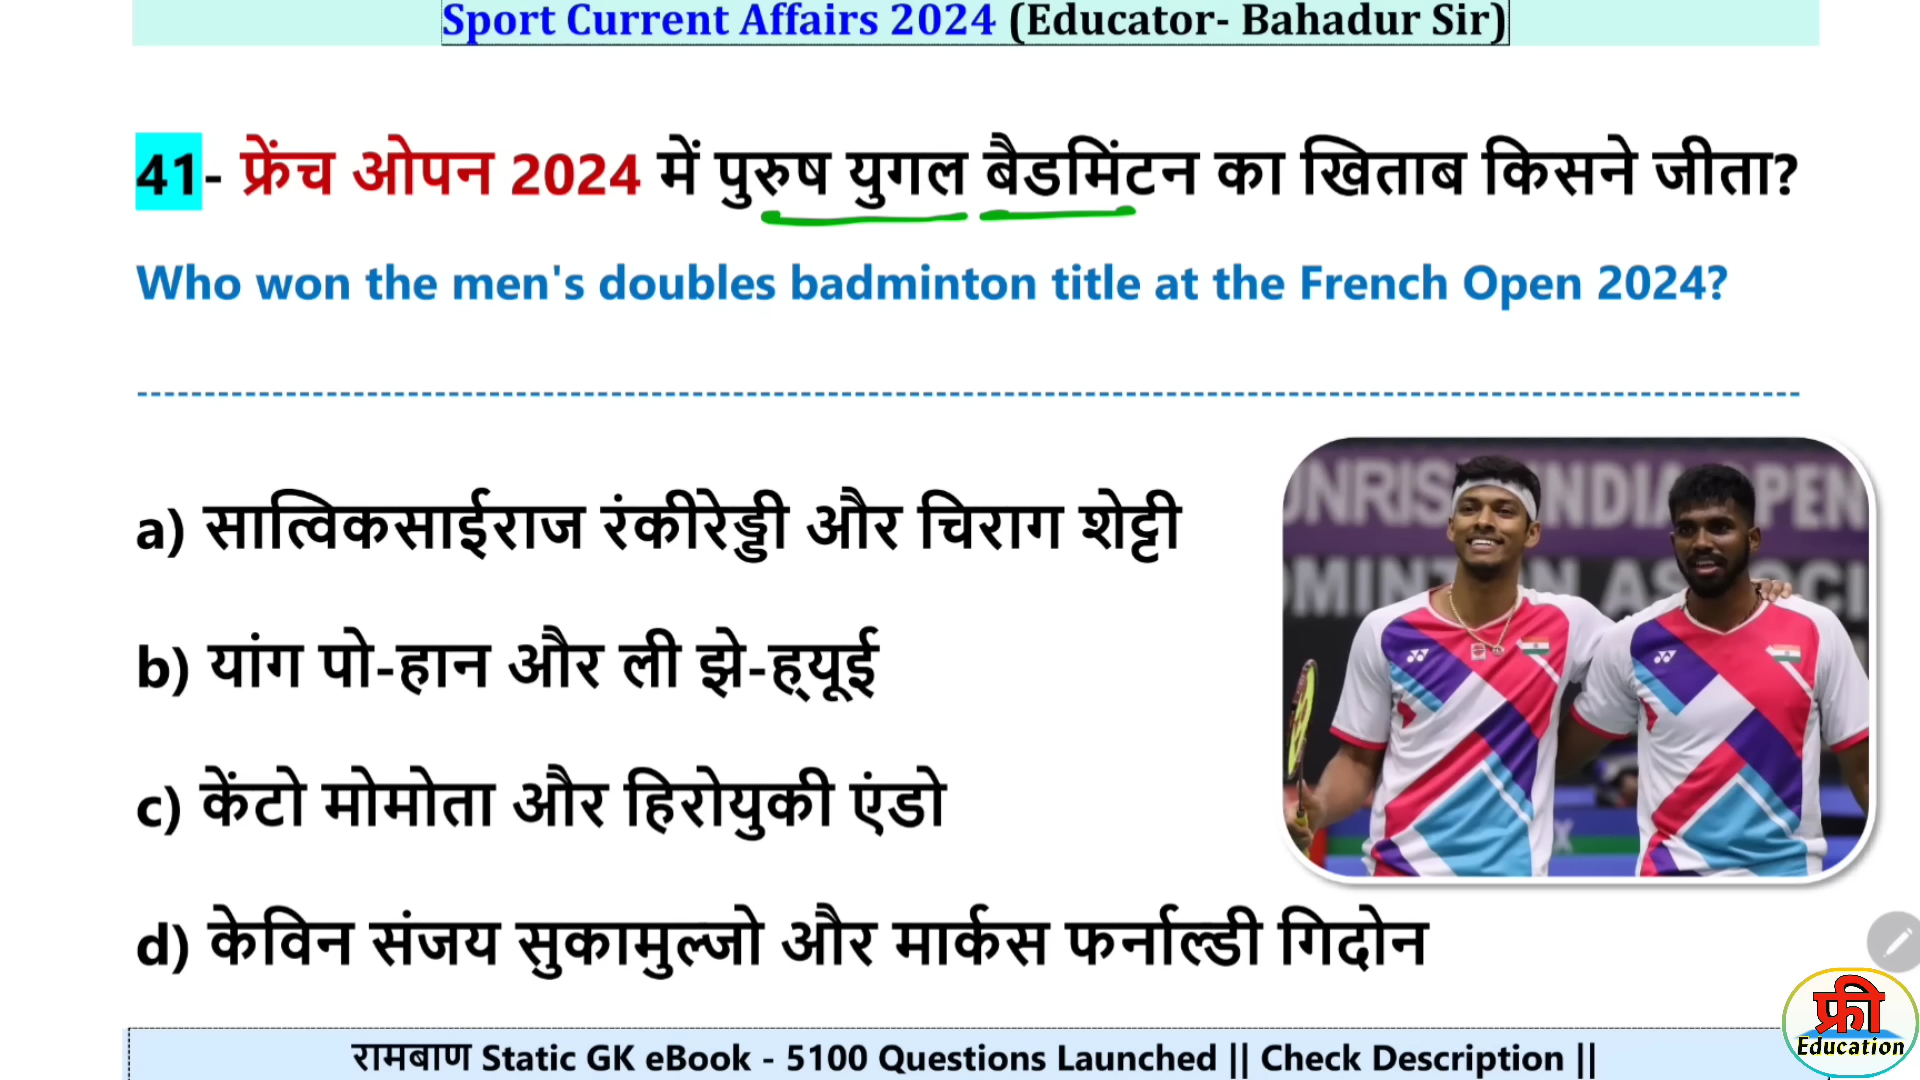 Sport Current Affairs 2024 (Educator- Bahadur Sir)
41- फ्रेंच ओपन 2024 में पुरुष युगल बैडमिंटन का खिताब किसने जीता?
Who won the men's doubles badminton title at the French Open 2024?
a) सात्विकसाईराज रंकीरेड्डी और चिराग शेट्टी
b) यांग पो-हान और ली झे-ह्यूई
c) केंटो मोमोता और हिरोयुकी एंडो
d) केविन संजय सुकामुल्जो और मार्कस फर्नाल्डी गिदोन
रामबाण Static GK eBook - 5100 Questions Launched || Check Description ||
फ्री
Education